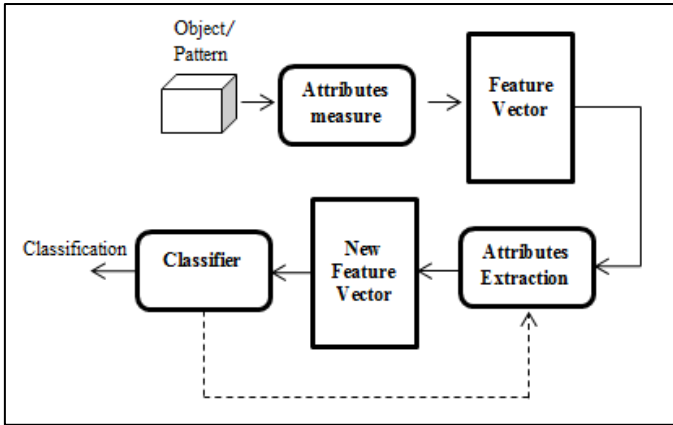 Object/
Pattern
Attributes
measure
Feature
Vector
Classification
Classifier
New
Feature
Vector
Attributes
Extraction